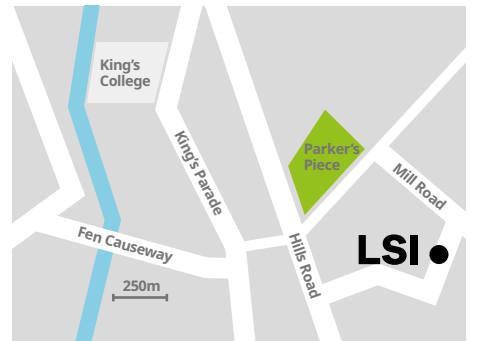 King's
College
King's Parade
Parker's
Piece
Mill Road
Fen Causeway
Hills Road
LSI
250m